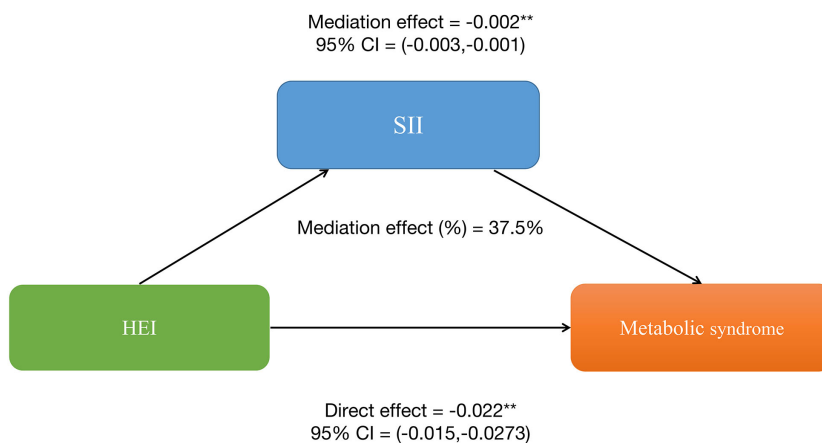 Mediation effect = -0.002**
95% CI = (-0.003,-0.001)
SII
Mediation effect (%) = 37.5%
HEI
Metabolic syndrome
Direct effect = -0.022**
95% CI = (-0.015,-0.0273)